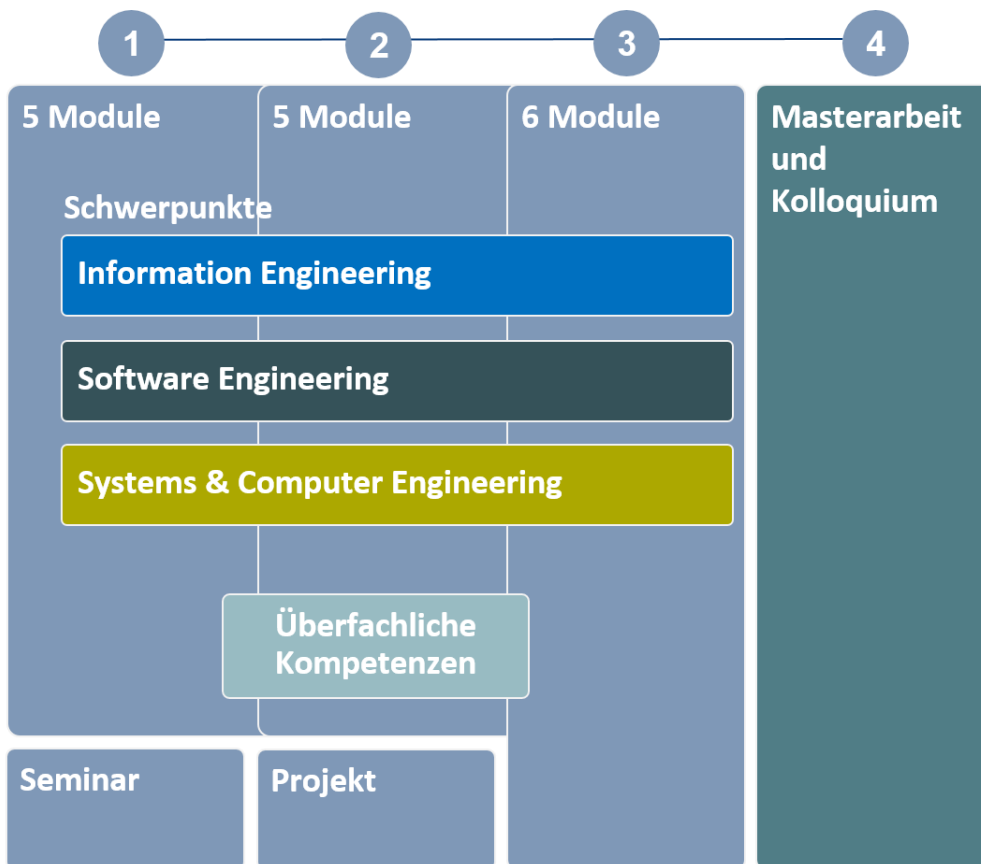 1
2
3
4
5 Module
5 Module
6 Module
Masterarbeit
und
Kolloquium
Schwerpunkte
Information Engineering
Software Engineering
Systems & Computer Engineering
Überfachliche
Kompetenzen
Seminar
Projekt